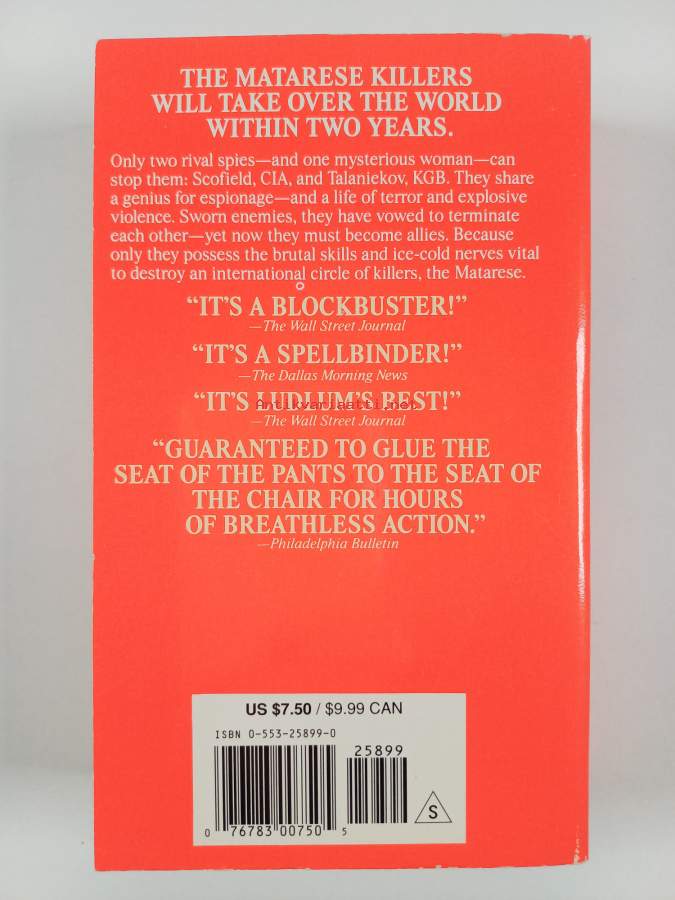 THE MATARESE KILLERS
WILL TAKE OVER THE WORLD
WITHIN TWO YEARS.
Only two rival spies—and one mysterious woman—can
stop them: Scofield, CIA, and Talaniekov, KGB. They share
a genius for espionage—and a life of terror and explosive
violence. Sworn enemies, they have vowed to terminate
each other—yet now they must become allies. Because
only they possess the brutal skills and ice-cold nerves vital
to destroy an international circle of killers, the Matarese.
“IT’S A BLOCKBUSTER!”
—The Wall Street Journal
“IT’S A SPELLBINDER!”
—The Dallas Morning News
“IT’S LUDLUM’S BEST!”
Antikvariaatti.net
—The Wall Street Journal
“GUARANTEED TO GLUE THE
SEAT OF THE PANTS TO THE SEAT OF
THE CHAIR FOR HOURS
OF BREATHLESS ACTION.”
—Philadelphia Bulletin
US $7.50 / $9.99 CAN
ISBN 0-553-25899-0
25899
S
0 76783 00750 5